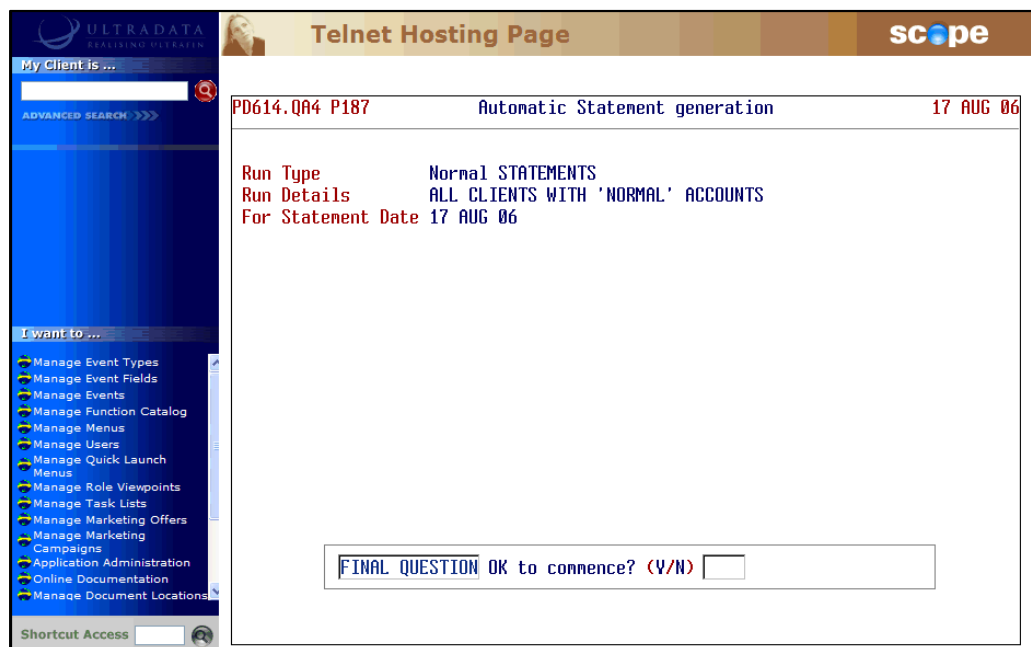 ULTRADATA
REALISING ULTRAFIN
Telnet Hosting Page
scope
My Client is ...
ADVANCED SEARCH
PD614.QA4 P187 Automatic Statement generation 17 AUG 06
Run Type Normal STATEMENTS
Run Details ALL CLIENTS WITH 'NORMAL' ACCOUNTS
For Statement Date 17 AUG 06
I want to ...
Manage Event Types
Manage Event Fields
Manage Events
Manage Function Catalog
Manage Menus
Manage Users
Manage Quick Launch
Menus
Manage Role Viewpoints
Manage Task Lists
Manage Marketing Offers
Manage Marketing
Campaigns
Application Administration
Online Documentation
Manage Document Locations
FINAL QUESTION OK to commence? (Y/N)
Shortcut Access